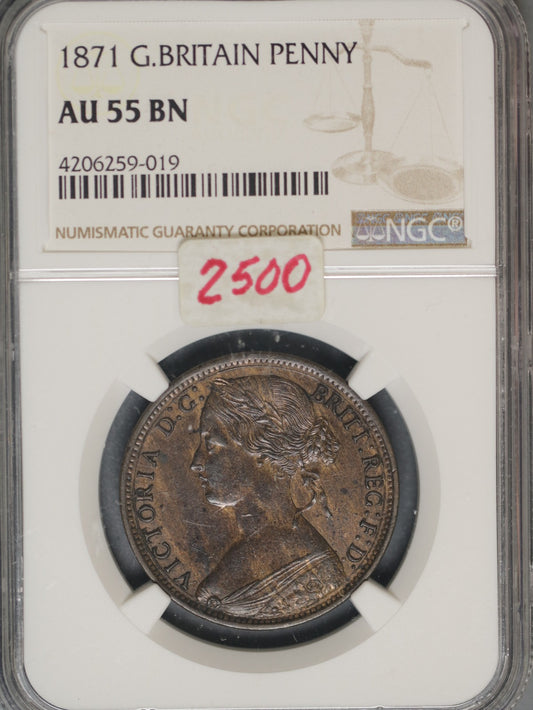 1871 G.BRITAIN PENNY
AU 55 BN
4206259-019
NUMISMATIC GUARANTY CORPORATION
NGC®
2500
VICTORIA D:G: BRITT:REG:F:D: